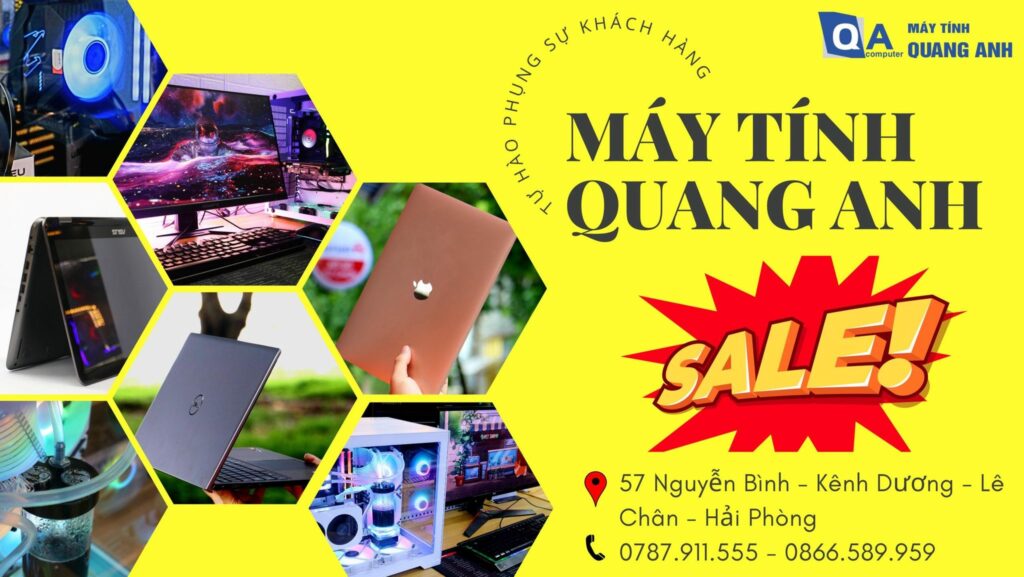 TỰ HÀO PHỤNG SỰ KHÁCH HÀNG
QA
computer
MÁY TÍNH
QUANG ANH
MÁY TÍNH
QUANG ANH
SALE!
57 Nguyễn Bình - Kênh Dương - Lê
Chân - Hải Phòng
0787.911.555 - 0866.589.959
ASUS